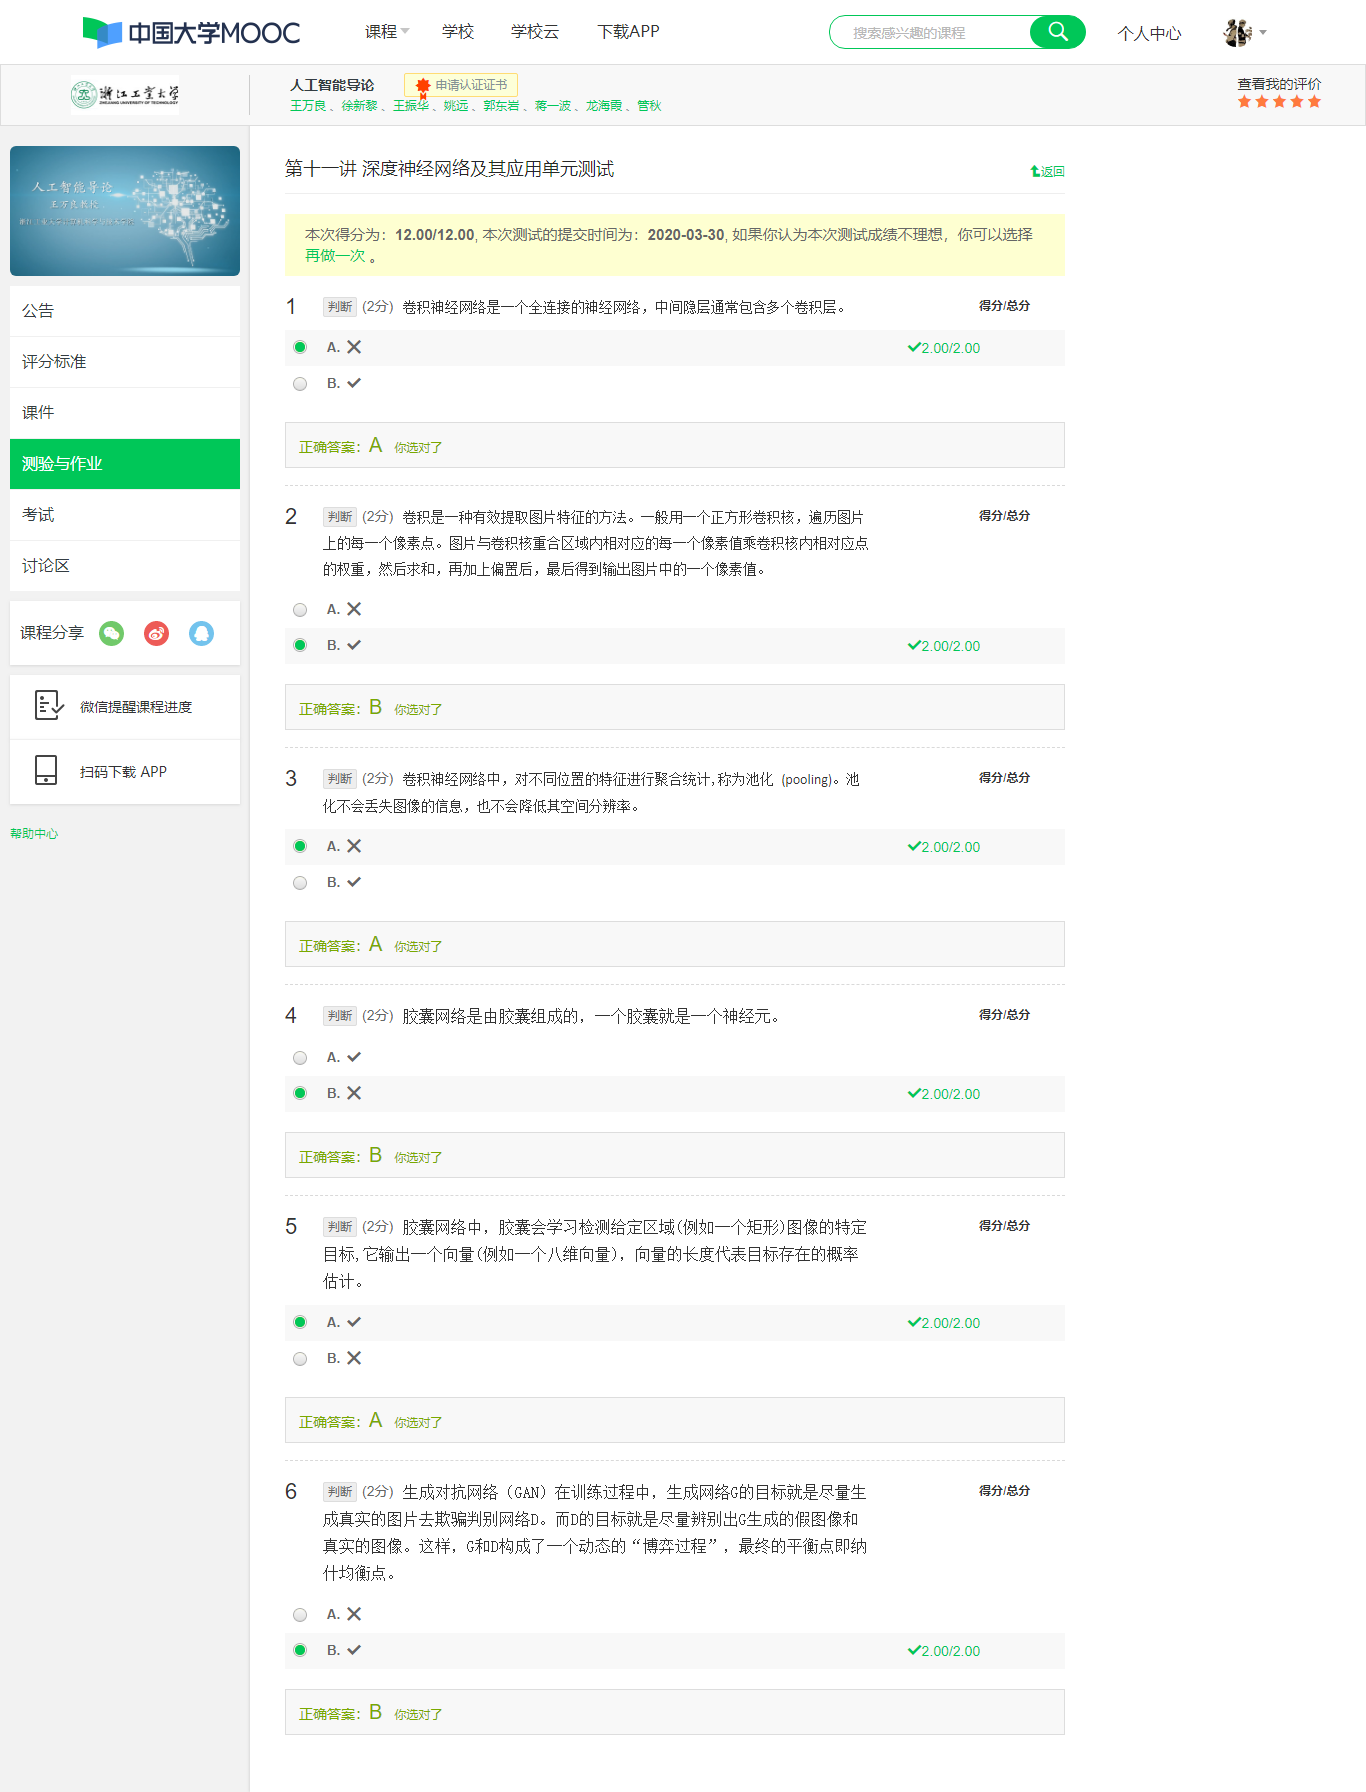 中国大学MOOC
课程
学校
学校云
下载APP
搜索感兴趣的课程
个人中心
浙江工业大学
ZHEJIANG UNIVERSITY OF TECHNOLOGY
人工智能导论
申请认证证书
王万良 、徐新黎 、王振华 、姚远 、郭东岩 、蒋一波 、龙海霞 、管秋
查看我的评价
人工智能导论
王万良教授
公告
评分标准
课件
测验与作业
考试
讨论区
课程分享
微信提醒课程进度
扫码下载 APP
帮助中心
第十一讲 深度神经网络及其应用单元测试
返回
本次得分为：12.00/12.00, 本次测试的提交时间为：2020-03-30, 如果你认为本次测试成绩不理想，你可以选择
再做一次 。
1 判断 (2分) 卷积神经网络是一个全连接的神经网络，中间隐层通常包含多个卷积层。
得分/总分
A.
2.00/2.00
B.
正确答案：A 你选对了
2 判断 (2分) 卷积是一种有效提取图片特征的方法。一般用一个正方形卷积核，遍历图片
得分/总分
上的每一个像素点。图片与卷积核重合区域内相对应的每一个像素值乘卷积核内相对应点
的权重，然后求和，再加上偏置后，最后得到输出图片中的一个像素值。
A.
B.
2.00/2.00
正确答案：B 你选对了
3 判断 (2分) 卷积神经网络中，对不同位置的特征进行聚合统计,称为池化 (pooling)。池
得分/总分
化不会丢失图像的信息，也不会降低其空间分辨率。
A.
2.00/2.00
B.
正确答案：A 你选对了
4 判断 (2分) 胶囊网络是由胶囊组成的，一个胶囊就是一个神经元。
得分/总分
A.
B.
2.00/2.00
正确答案：B 你选对了
5 判断 (2分) 胶囊网络中，胶囊会学习检测给定区域(例如一个矩形)图像的特定
得分/总分
目标,它输出一个向量(例如一个八维向量)，向量的长度代表目标存在的概率
估计。
A.
2.00/2.00
B.
正确答案：A 你选对了
6 判断 (2分) 生成对抗网络（GAN）在训练过程中，生成网络G的目标就是尽量生
得分/总分
成真实的图片去欺骗判别网络D。而D的目标就是尽量辨别出G生成的假图像和
真实的图像。这样，G和D构成了一个动态的“博弈过程”，最终的平衡点即纳
什均衡点。
A.
B.
2.00/2.00
正确答案：B 你选对了